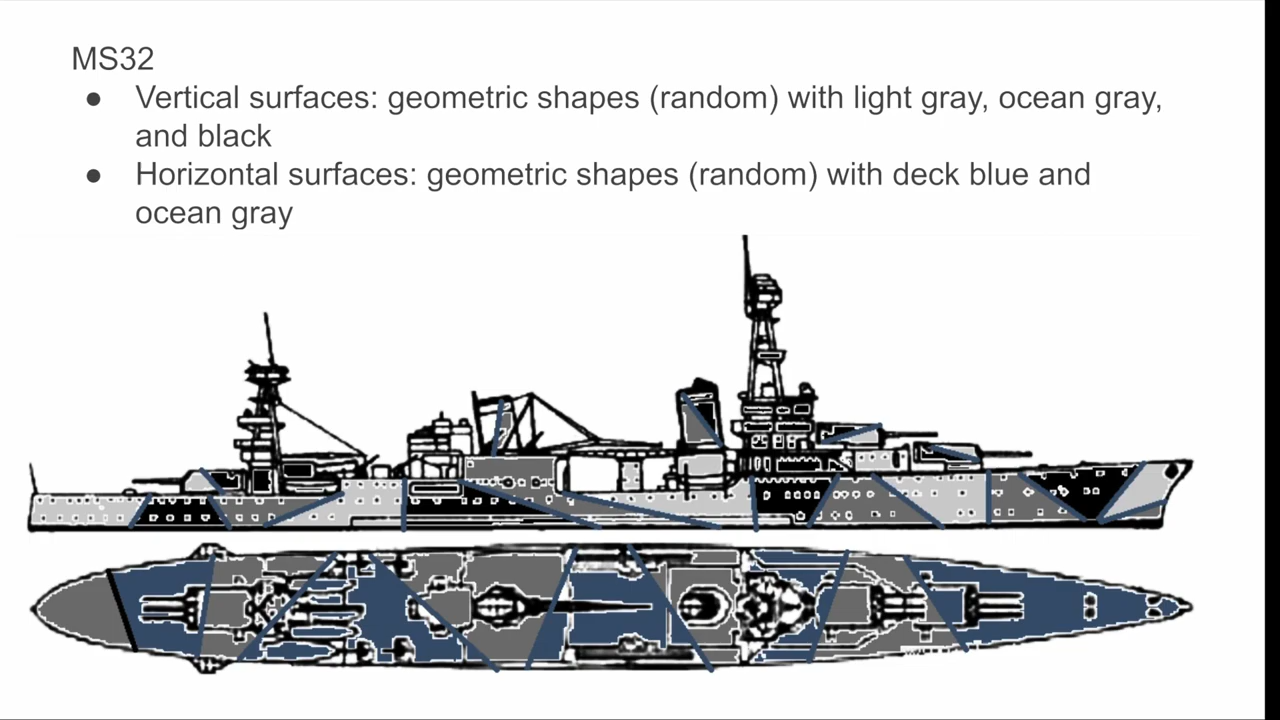 MS32
● Vertical surfaces: geometric shapes (random) with light gray, ocean gray,
and black
● Horizontal surfaces: geometric shapes (random) with deck blue and
ocean gray